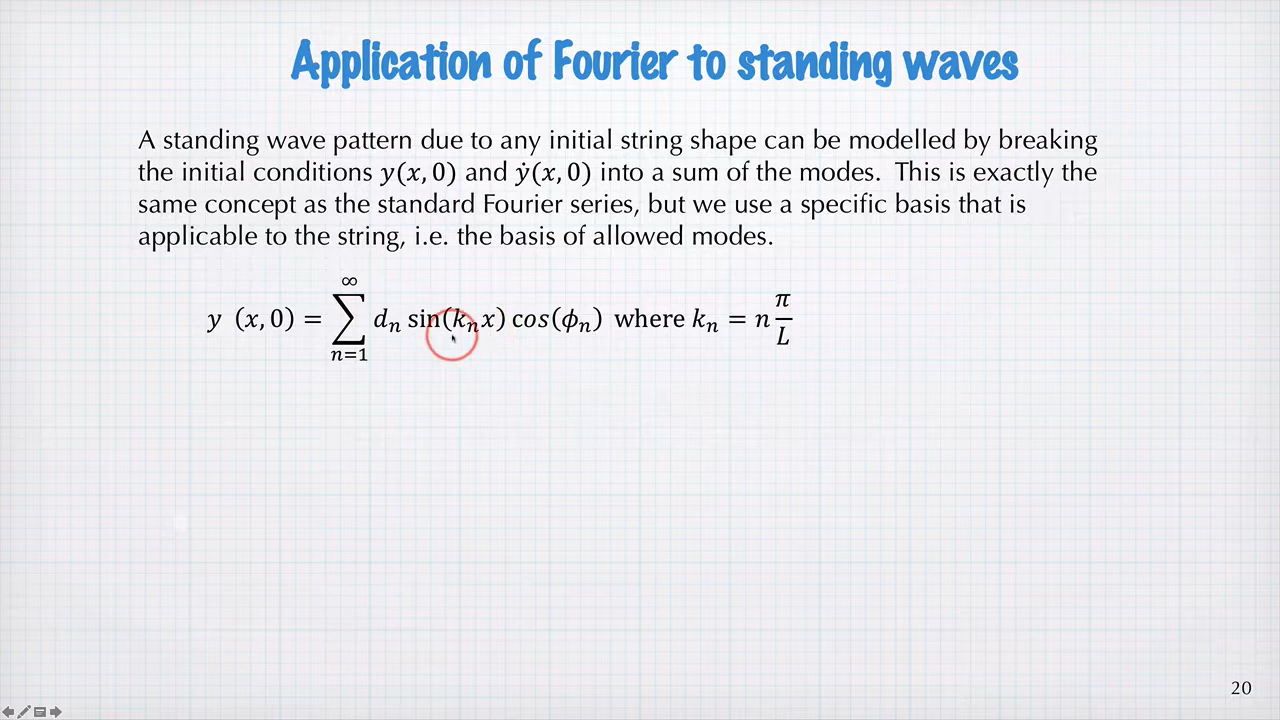 Application of Fourier to standing waves
A standing wave pattern due to any initial string shape can be modelled by breaking
the initial conditions y(x, 0) and ẏ(x, 0) into a sum of the modes. This is exactly the
same concept as the standard Fourier series, but we use a specific basis that is
applicable to the string, i.e. the basis of allowed modes.
y (x, 0) = ∑_{n=1}^{∞} d_n sin(k_n x) cos(ϕ_n) where k_n = n π/L
20